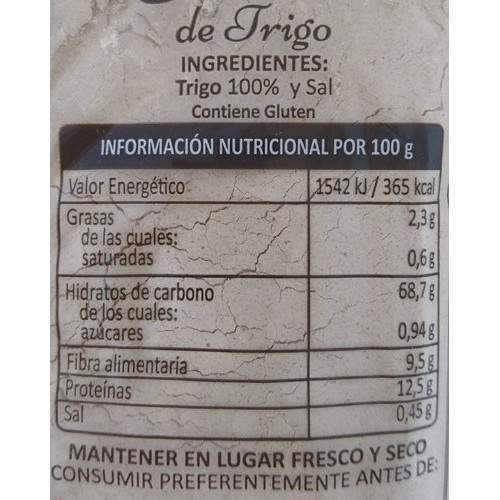 de Trigo
INGREDIENTES:
Trigo 100% y Sal
Contiene Gluten
INFORMACIÓN NUTRICIONAL POR 100 g
Valor Energético 1542 kJ / 365 kcal
Grasas 2,3g
de las cuales:
saturadas 0,6g
Hidratos de carbono 68,7g
de los cuales:
azúcares 0,94g
Fibra alimentaria 9,5g
Proteínas 12,5g
Sal 0,45g
MANTENER EN LUGAR FRESCO Y SECO
CONSUMIR PREFERENTEMENTE ANTES DE: